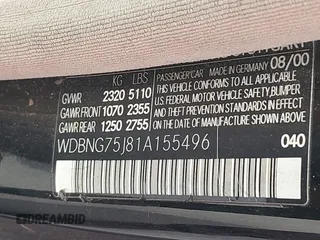 MADE IN GERMANY 08/00
KG LBS
PASSENGER CAR
GVWR 2320 5110
GAWR FRONT 1070 2355
GAWR REAR 1250 2755
THIS VEHICLE CONFORMS TO ALL APPLICABLE
U.S. FEDERAL MOTOR VEHICLE SAFETY, BUMPER
AND THEFT PREVENTION STANDARDS IN EFFECT
ON THE DATE OF MANUFACTURE SHOWN ABOVE.
WDBNG75J81A155496 040
DREAMBID